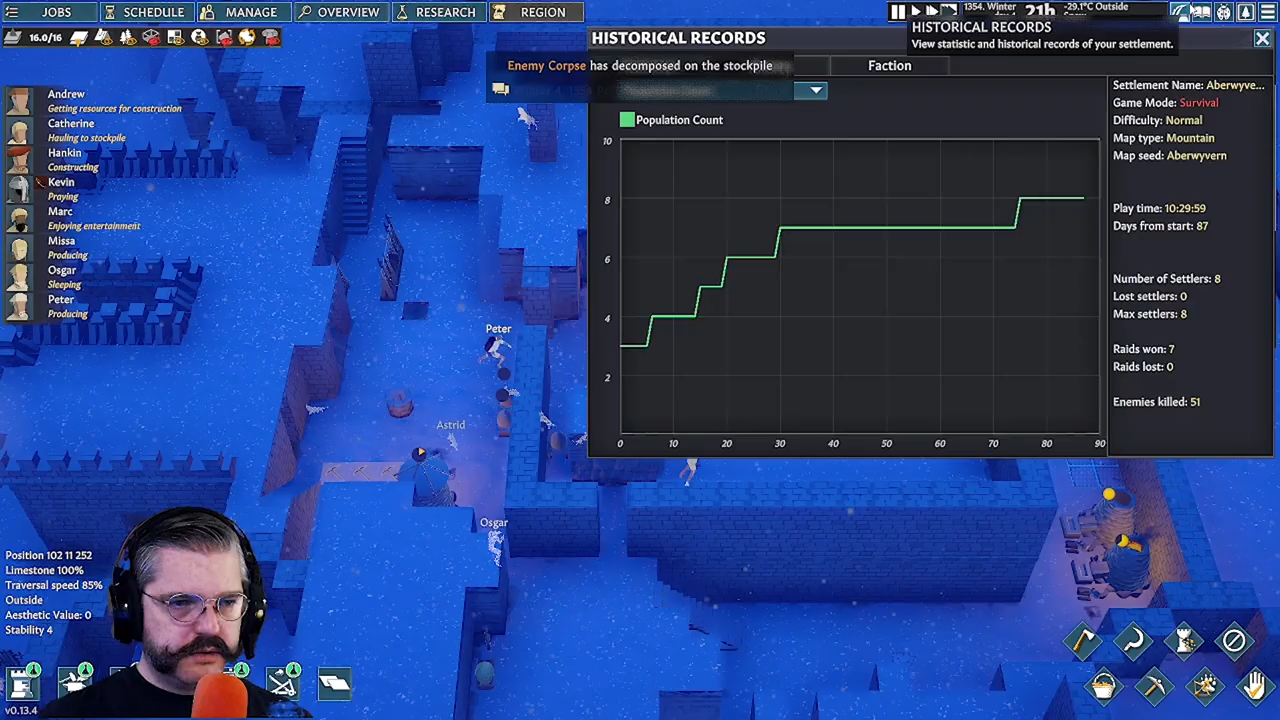 JOBS
SCHEDULE
MANAGE
OVERVIEW
RESEARCH
REGION
1354. Winter
21h
-29,1°C Outside
16.0/16
HISTORICAL RECORDS
View statistic and historical records of your settlement.
HISTORICAL RECORDS
Enemy Corpse has decomposed on the stockpile
Faction
Population Count
10
8
6
4
2
0
10
20
30
40
50
60
70
80
90
Settlement Name: Aberwyve...
Game Mode: Survival
Difficulty: Normal
Map type: Mountain
Map seed: Aberwyvern
Play time: 10:29:59
Days from start: 87
Number of Settlers: 8
Lost settlers: 0
Max settlers: 8
Raids won: 7
Raids lost: 0
Enemies killed: 51
Andrew
Getting resources for construction
Catherine
Hauling to stockpile
Hankin
Constructing
Kevin
Praying
Marc
Enjoying entertainment
Missa
Producing
Osgar
Sleeping
Peter
Producing
Peter
Astrid
Osgar
Position 102 11 252
Limestone 100%
Traversal speed 85%
Outside
Aesthetic Value: 0
Stability 4
v0.13.4